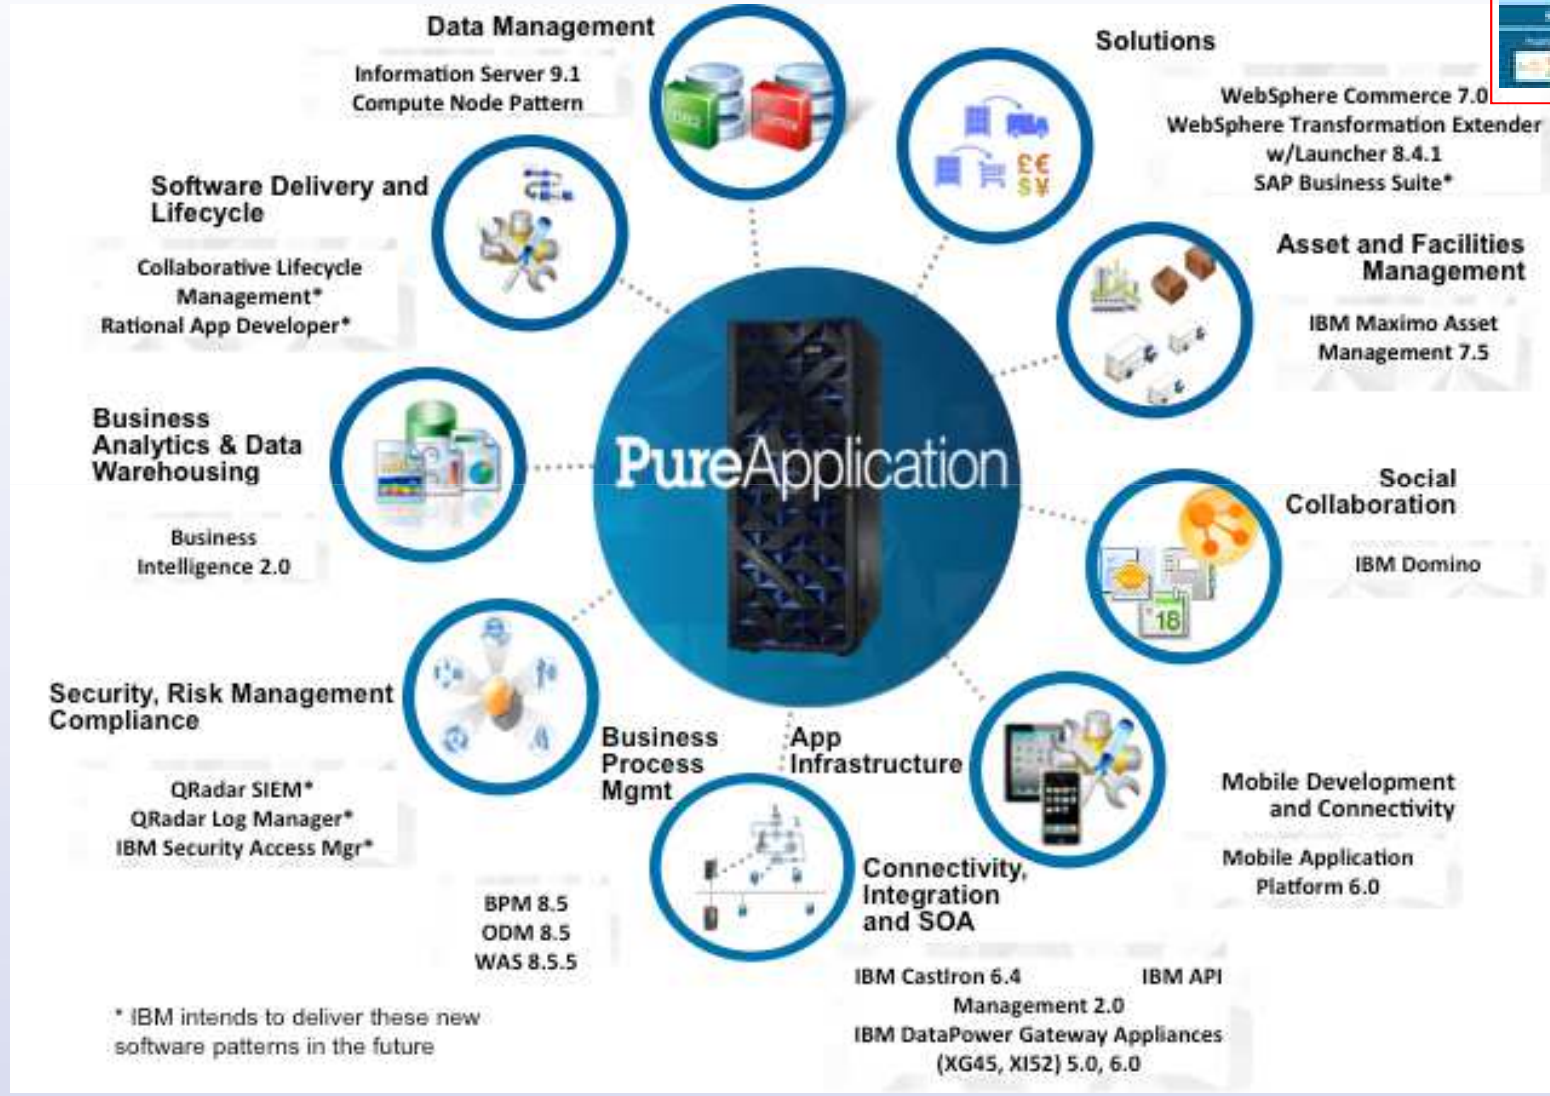 Data Management
Information Server 9.1
Compute Node Pattern
Solutions
WebSphere Commerce 7.0
WebSphere Transformation Extender
w/Launcher 8.4.1
SAP Business Suite*
Software Delivery and
Lifecycle
Collaborative Lifecycle
Management*
Rational App Developer*
Asset and Facilities
Management
IBM Maximo Asset
Management 7.5
Business
Analytics & Data
Warehousing
Business
Intelligence 2.0
PureApplication
Social
Collaboration
IBM Domino
18
Security, Risk Management
Compliance
QRadar SIEM*
QRadar Log Manager*
IBM Security Access Mgr*
Business
Process
Mgmt
App
Infrastructure
BPM 8.5
ODM 8.5
WAS 8.5.5
Mobile Development
and Connectivity
Mobile Application
Platform 6.0
Connectivity,
Integration
and SOA
IBM CastIron 6.4 IBM API
Management 2.0
IBM DataPower Gateway Appliances
(XG45, XI52) 5.0, 6.0
* IBM intends to deliver these new
software patterns in the future